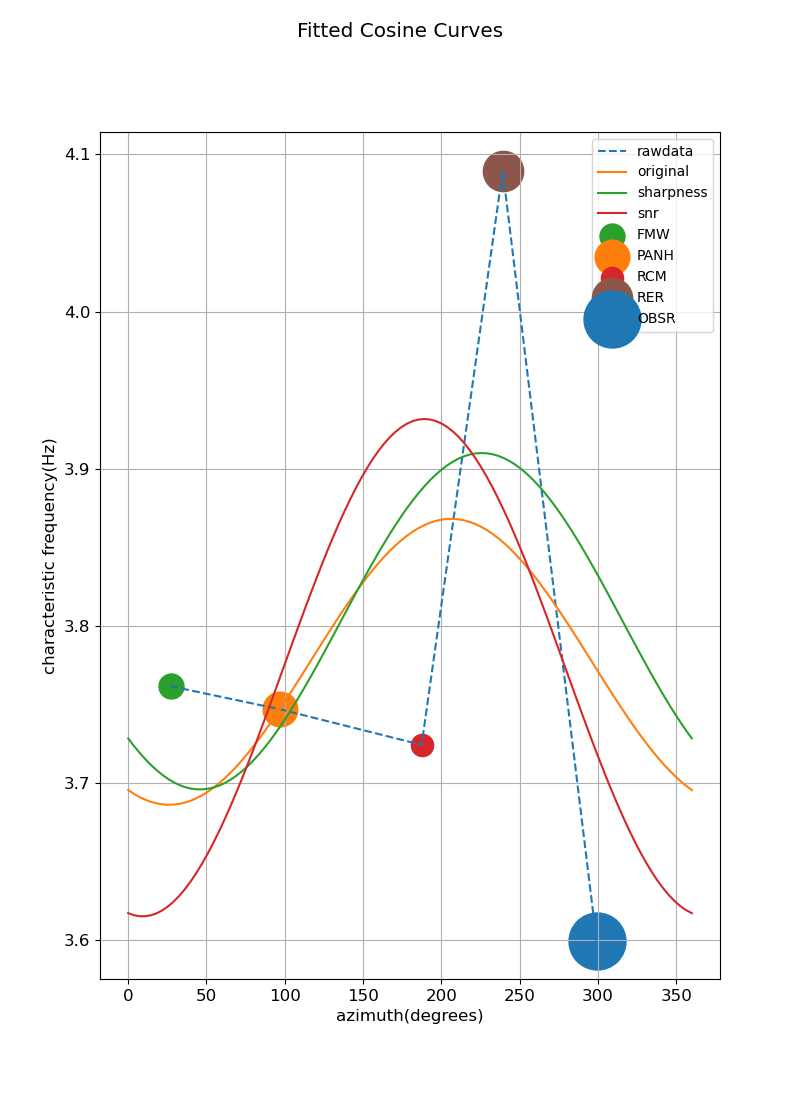 Fitted Cosine Curves
4.1
4.0
3.9
3.8
3.7
3.6
characteristic frequency(Hz)
rawdata
original
sharpness
snr
FMW
PANH
RCM
RER
OBSR
0 50 100 150 200 250 300 350
azimuth(degrees)